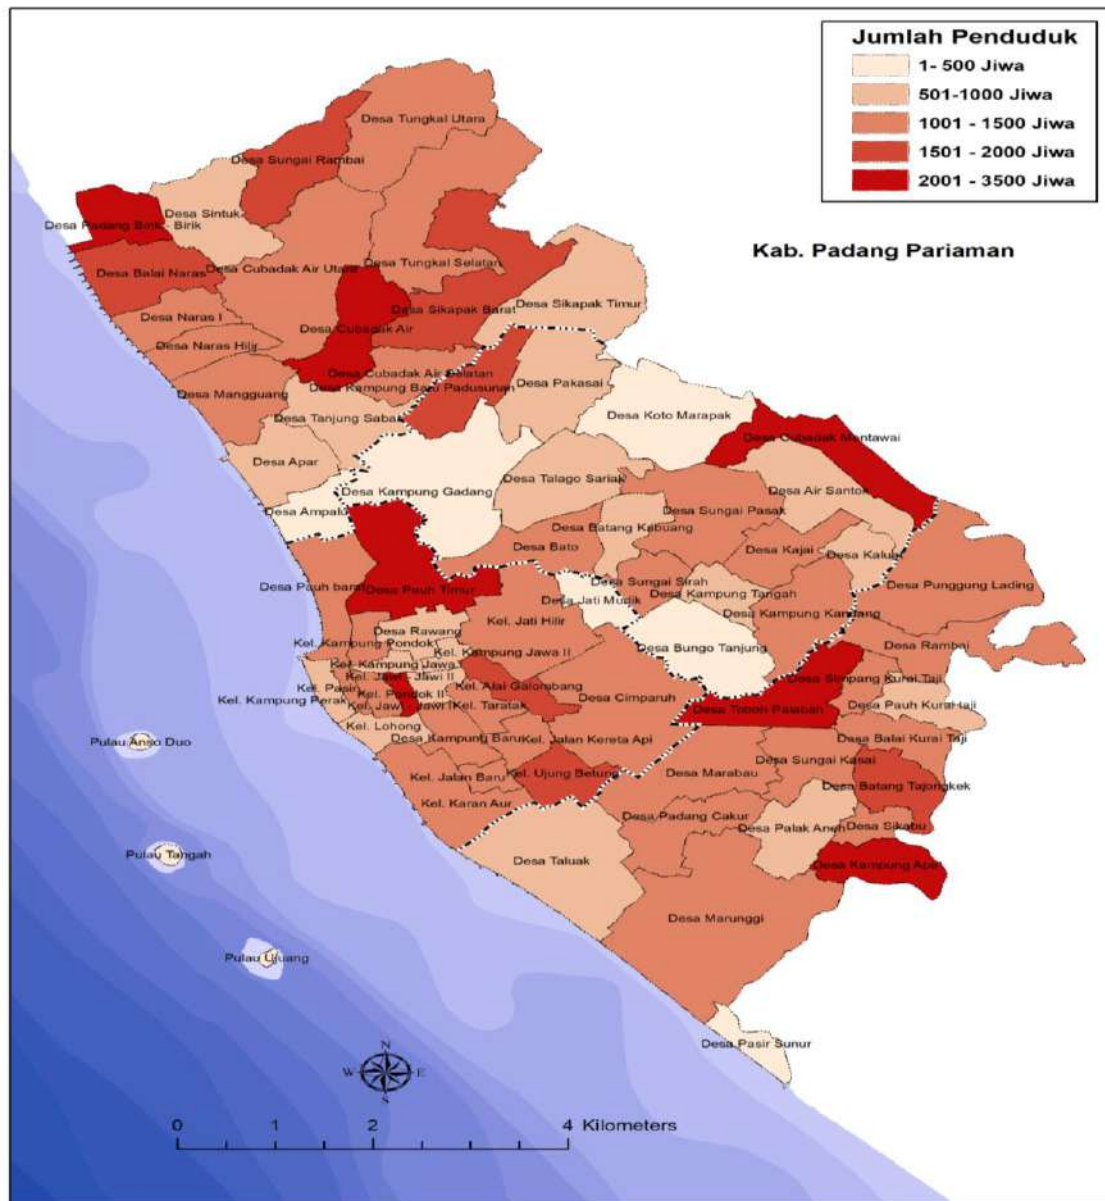 Jumlah Penduduk
1- 500 Jiwa
501-1000 Jiwa
1001 - 1500 Jiwa
1501 - 2000 Jiwa
2001 - 3500 Jiwa
Kab. Padang Pariaman
Desa Tungkal Utara
Desa Sungai Rambai
Desa Sintuk
Desa Padang Birik - Birik
Desa Balai Naras
Desa Cubadak Air Utara
Desa Tungkal Selatan
Desa Sikapak Timur
Desa Sikapak Barat
Desa Naras I
Desa Cubadak Air
Desa Naras Hilir
Desa Cubadak Air Selatan
Desa Kampung Baru Padusunan
Desa Pakasai
Desa Mangguang
Desa Koto Marapak
Desa Tanjung Sabar
Desa Cubadak Mentawai
Desa Apar
Desa Kampung Gadang
Desa Talago Sariak
Desa Air Santok
Desa Ampalu
Desa Sungai Pasak
Desa Batang Kabuang
Desa Bato
Desa Kajai
Desa Kaluai
Desa Pauh barat
Desa Pauh Timur
Desa Sungai Sirah
Desa Punggung Lading
Desa Jati Mudik
Desa Kampung Tangah
Desa Kampung Kandang
Kel. Jati Hilir
Desa Rawang
Kel. Kampung Pondok
Kel. Kampung Jawa II
Desa Bungo Tanjung
Desa Rambai
Kel. Kampung Jawa
Kel. Jawi - Jawi II
Desa Simpang Kurai Taji
Kel. Pasir
Kel. Pondok II
Kel. Alai Galombang
Desa Cimparuh
Kel. Kampung Perak
Kel. Jawi - Jawi I
Kel. Taratak
Desa Toboh Palabah
Desa Pauh Kurai taji
Kel. Lohong
Desa Kampung Baru
Kel. Jalan Kereta Api
Desa Balai Kurai Taji
Pulau Anso Duo
Desa Sungai Kasai
Kel. Jalan Baru
Kel. Ujung Batung
Desa Marabau
Desa Batang Tajongkek
Kel. Karan Aur
Desa Padang Cakur
Desa Palak Aneh
Desa Sikabu
Pulau Tangah
Desa Taluak
Desa Kampung Apar
Desa Marunggi
Pulau Ujuang
Desa Pasir Sunur
N
W
E
S
0
2
4 Kilometers